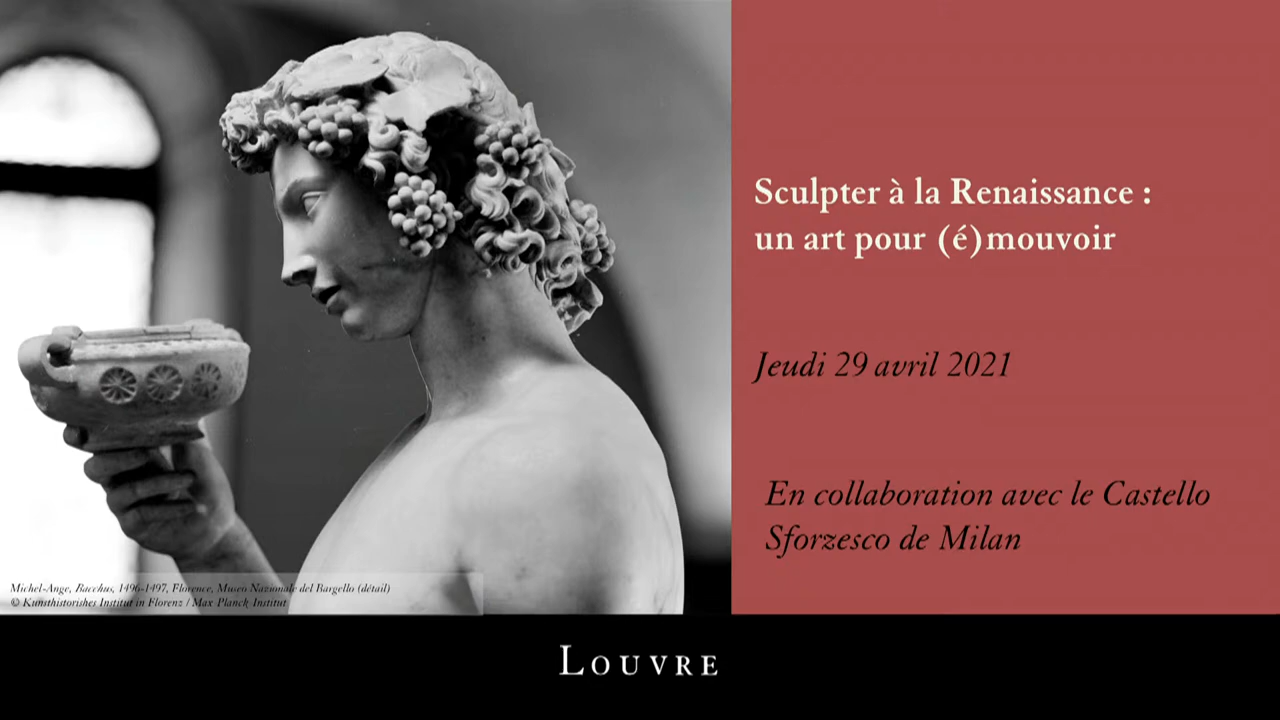 Sculpter à la Renaissance :
un art pour (é)mouvoir
Jeudi 29 avril 2021
En collaboration avec le Castello
Sforzesco de Milan
Michel-Ange, Bacchus, 1496-1497, Florence, Museo Nazionale del Bargello (détail)
© Kunsthistorishes Institut in Florenz / Max Planck Institut
LOUVRE